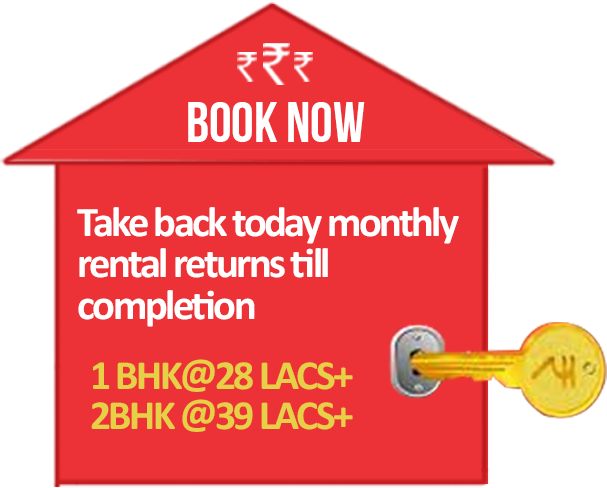 ₹₹₹
BOOK NOW
Take back today monthly
rental returns till
completion
1 BHK@28 LACS+
2BHK @39 LACS+